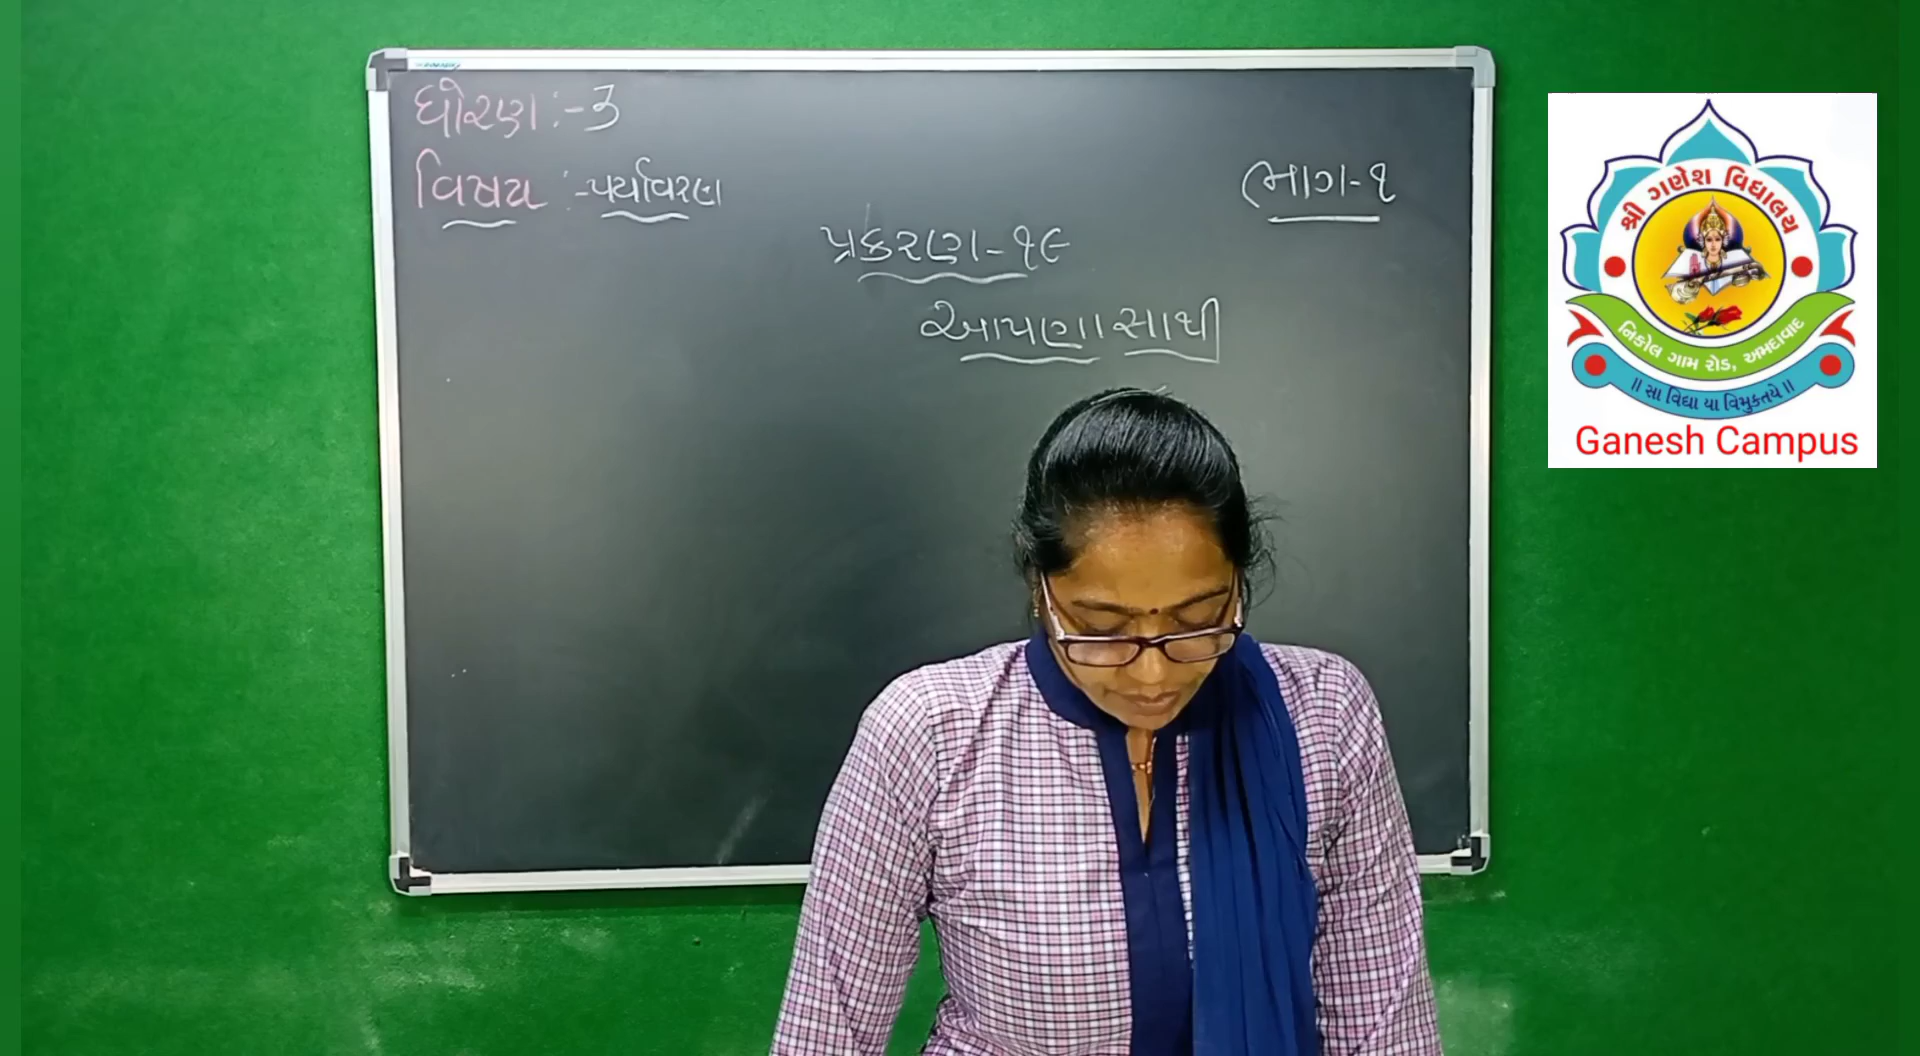 ધોરણ :- 3
વિષય :- પર્યાવરણ
ભાગ-૧
પ્રકરણ-૧૯
આપણા સાથી
શ્રી ગણેશ વિદ્યાલય
નિકોલ ગામ રોડ, અમદાવાદ
॥ સા વિદ્યા યા વિમુક્તયે ॥
Ganesh Campus